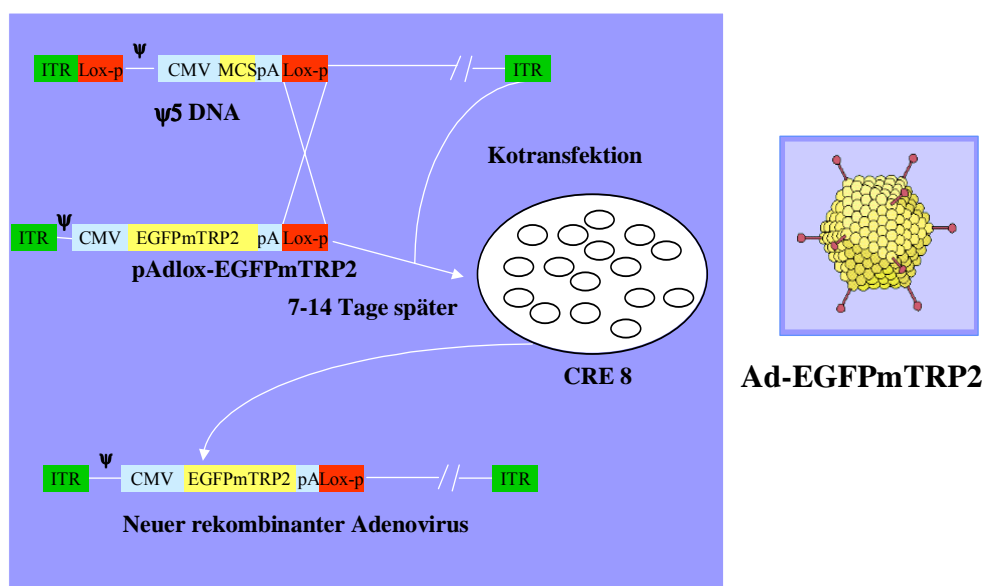 ψ
ITR Lox-p CMV MCS pA Lox-p // ITR
ψ5 DNA
Kotransfektion
ψ
ITR CMV EGFPmTRP2 pA Lox-p
pAdlox-EGFPmTRP2
7-14 Tage später
CRE 8
Ad-EGFPmTRP2
ψ
ITR CMV EGFPmTRP2 pA Lox-p // ITR
Neuer rekombinanter Adenovirus